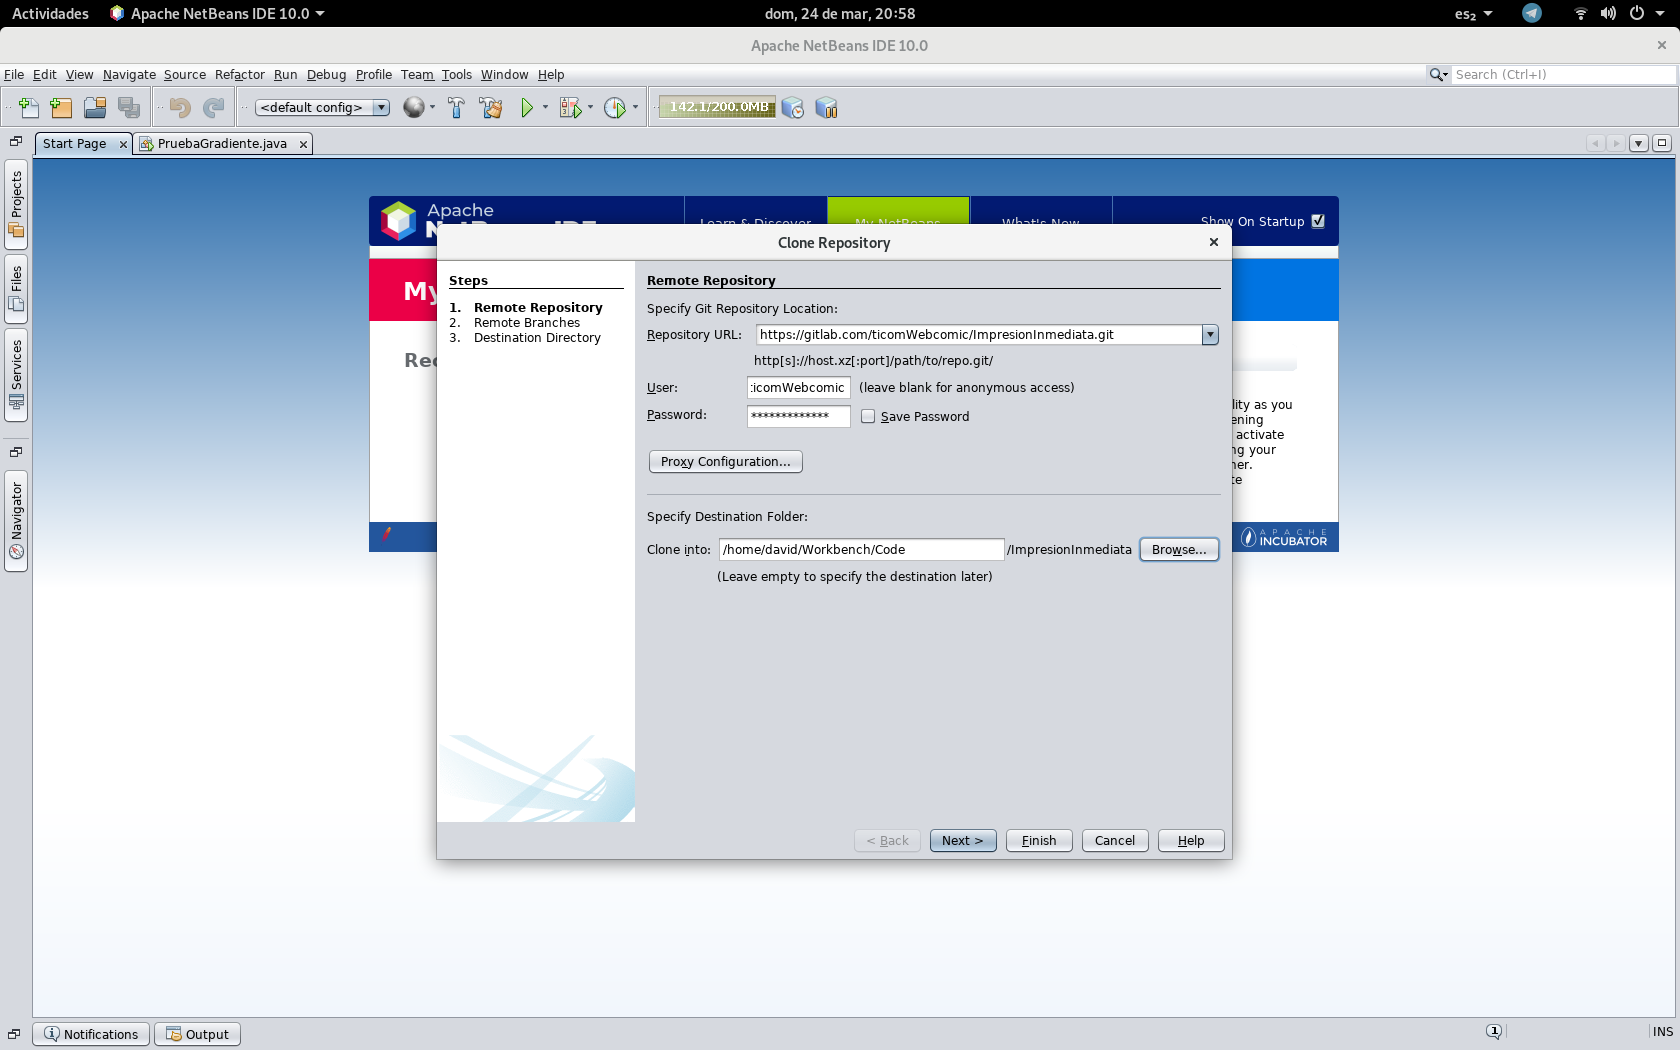 Actividades
Apache NetBeans IDE 10.0
dom, 24 de mar, 20:58
es₂
Apache NetBeans IDE 10.0
File Edit View Navigate Source Refactor Run Debug Profile Team Tools Window Help
Search (Ctrl+I)
<default config>
142.1/200.0MB
Start Page
PruebaGradiente.java
Projects
Files
Services
Navigator
Apache
Learn & Discover
My NetBeans
What's New
Show On Startup
My
Clone Repository
Steps
1. Remote Repository
2. Remote Branches
3. Destination Directory
Remote Repository
Specify Git Repository Location:
Repository URL: https://gitlab.com/ticomWebcomic/ImpresionInmediata.git
http[s]://host.xz[:port]/path/to/repo.git/
User: :icomWebcomic (leave blank for anonymous access)
Password: ************* Save Password
Proxy Configuration...
Specify Destination Folder:
Clone into: /home/david/Workbench/Code /ImpresionInmediata Browse...
(Leave empty to specify the destination later)
< Back Next > Finish Cancel Help
Rec
lity as you
ening
activate
ng your
ner.
te
APACHE
INCUBATOR
Notifications
Output
1
INS